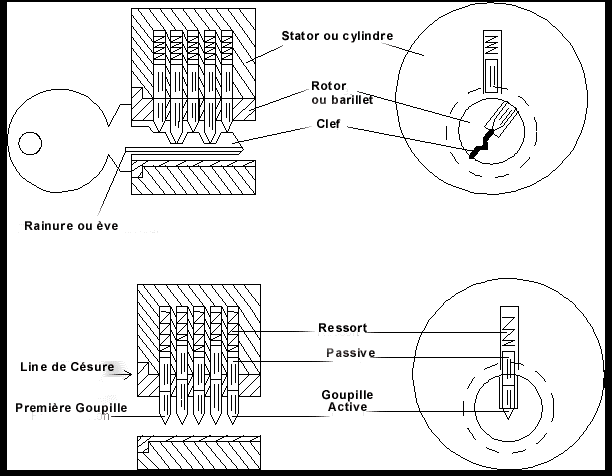 Stator ou cylindre
Rotor
ou barillet
Clef
Rainure ou ève
Ressort
Passive
Line de Césure
Goupille
Active
Première Goupille